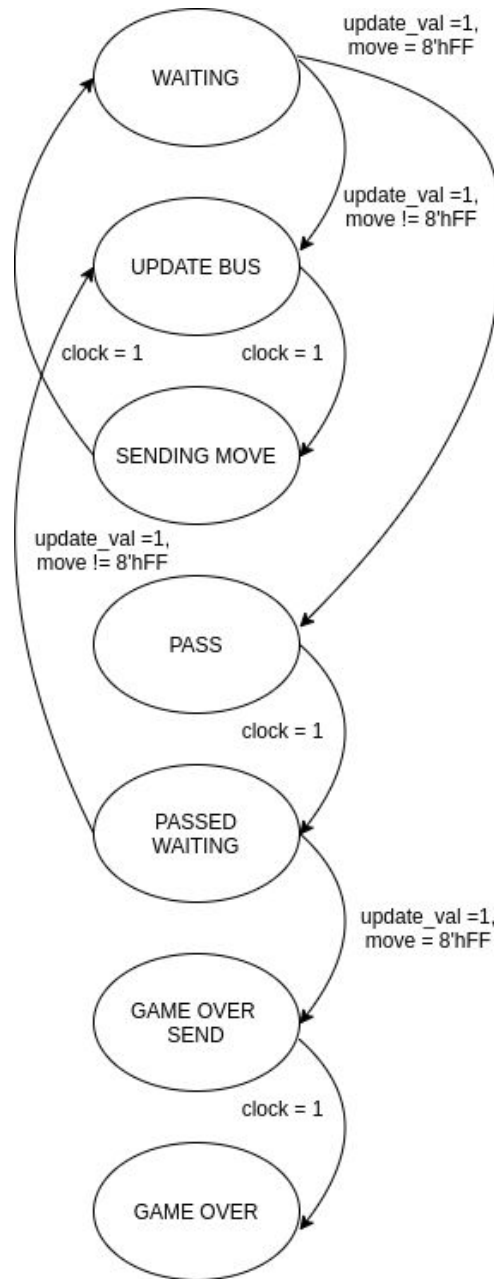 update_val =1,
move = 8'hFF
WAITING
update_val =1,
move != 8'hFF
UPDATE BUS
clock = 1
clock = 1
SENDING MOVE
update_val =1,
move != 8'hFF
PASS
clock = 1
PASSED
WAITING
update_val =1,
move = 8'hFF
GAME OVER
SEND
clock = 1
GAME OVER